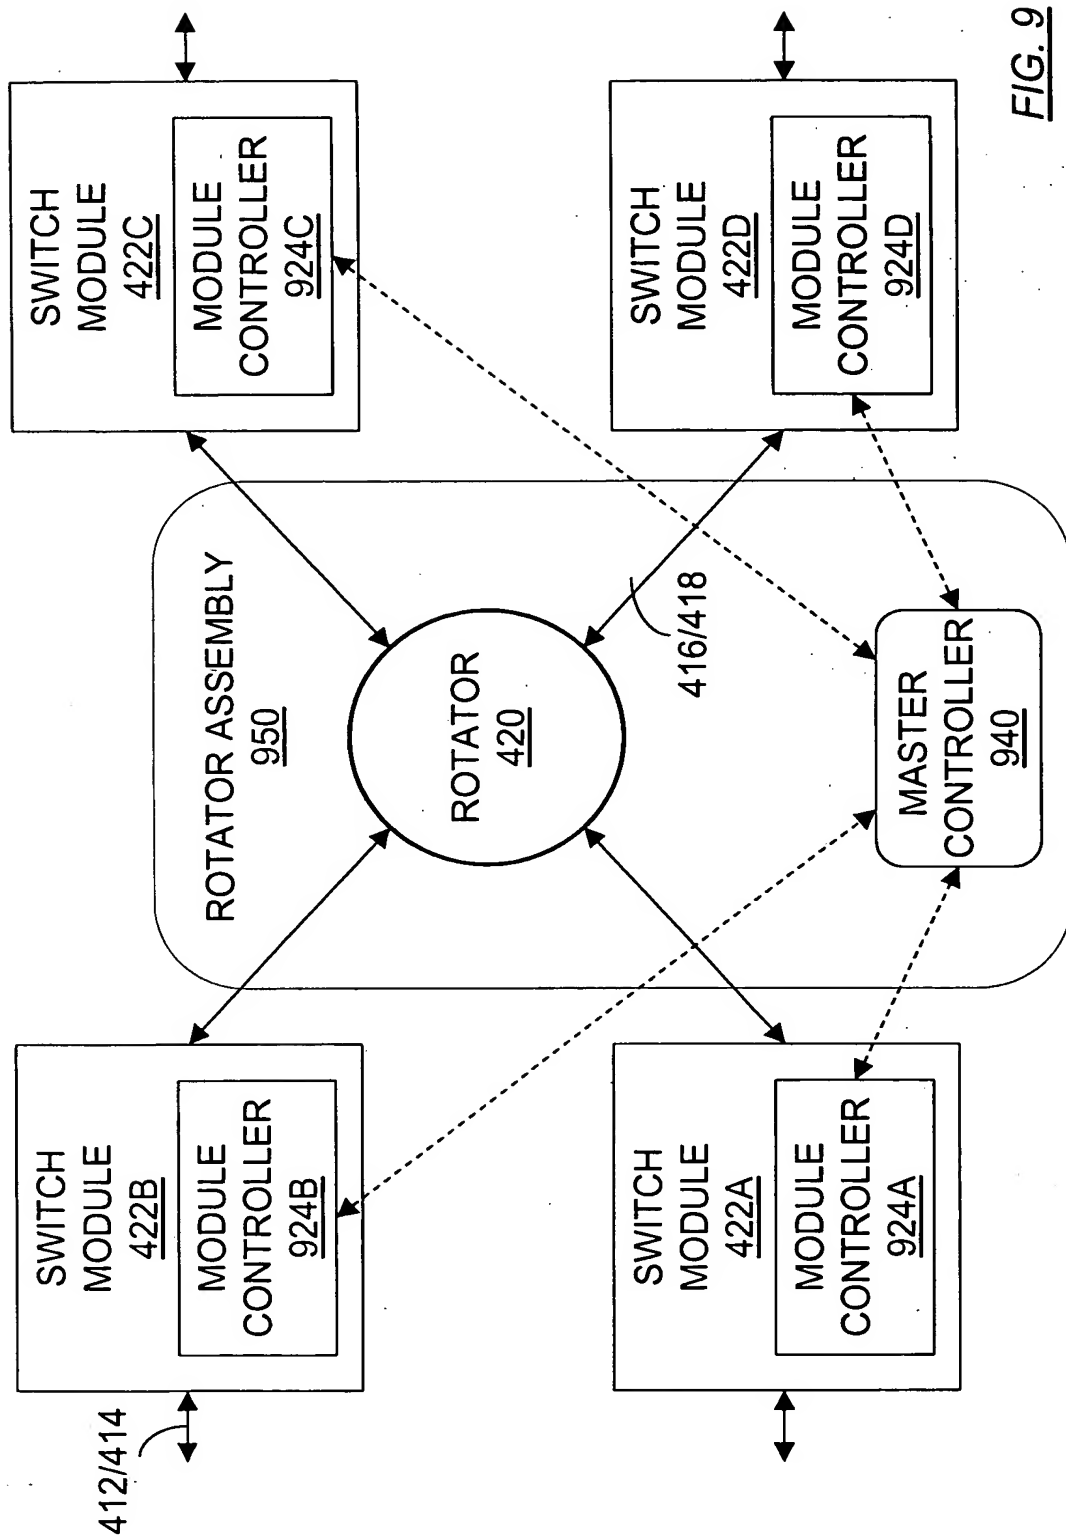 SWITCH
MODULE
422B
MODULE
CONTROLLER
924B
412/414
ROTATOR ASSEMBLY
950
SWITCH
MODULE
422C
MODULE
CONTROLLER
924C
ROTATOR
420
416/418
SWITCH
MODULE
422A
MODULE
CONTROLLER
924A
MASTER
CONTROLLER
940
SWITCH
MODULE
422D
MODULE
CONTROLLER
924D
FIG. 9